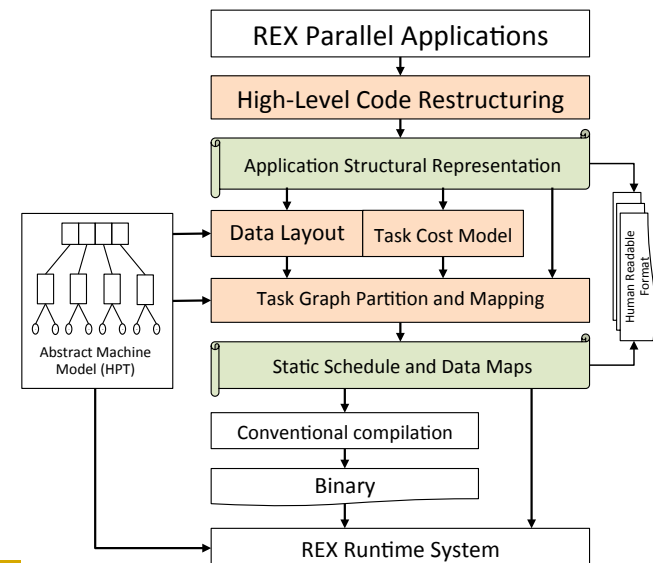 REX Parallel Applications
High-Level Code Restructuring
Application Structural Representation
Data Layout
Task Cost Model
Task Graph Partition and Mapping
Abstract Machine
Model (HPT)
Human Readable
Format
Static Schedule and Data Maps
Conventional compilation
Binary
REX Runtime System